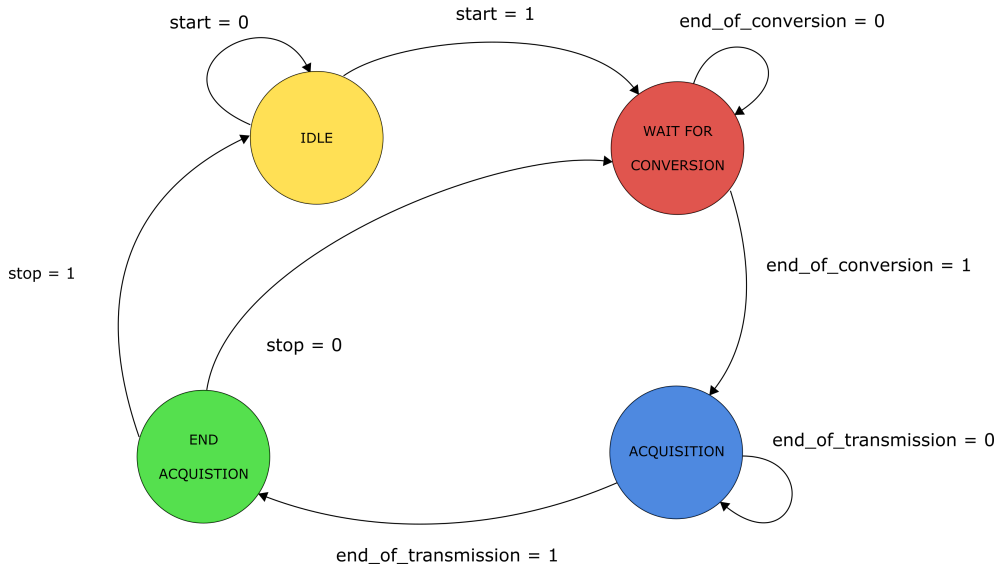 start = 0
start = 1
end_of_conversion = 0
IDLE
WAIT FOR
CONVERSION
stop = 1
end_of_conversion = 1
stop = 0
END
ACQUISTION
ACQUISITION
end_of_transmission = 0
end_of_transmission = 1